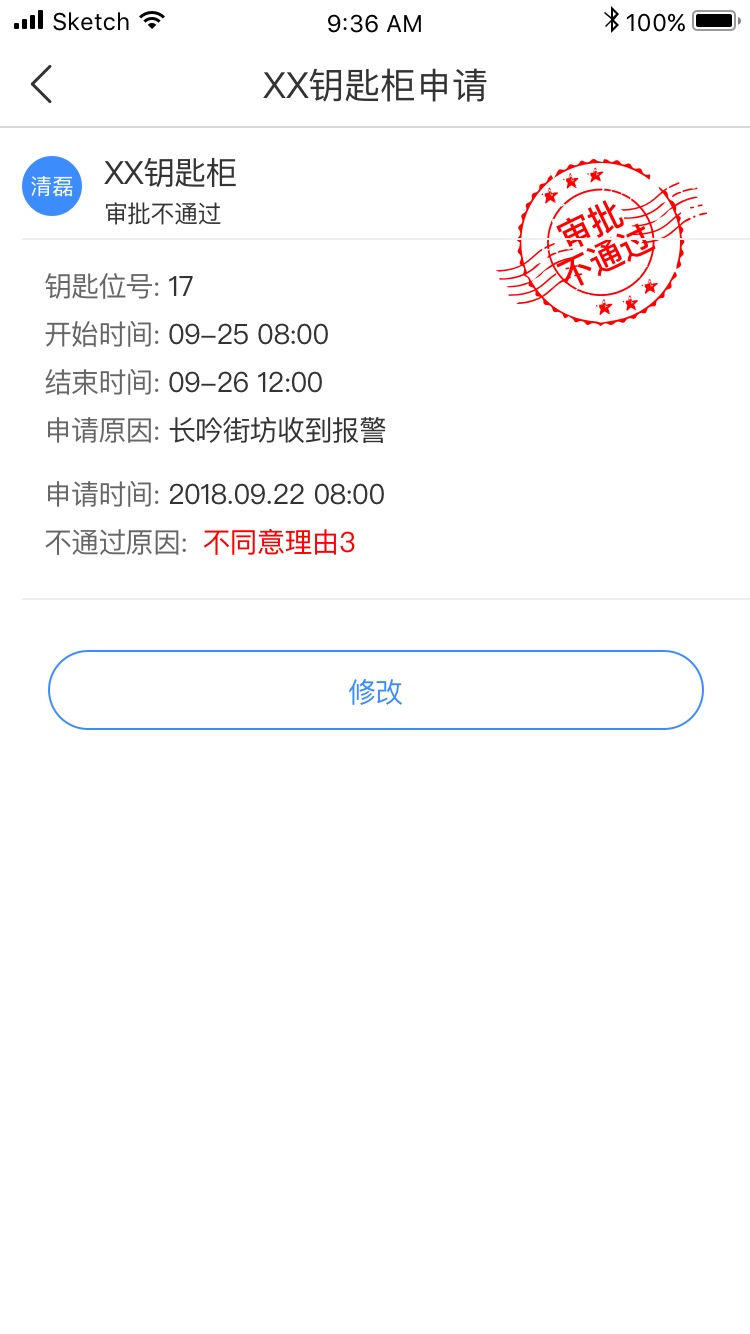 Sketch 9:36 AM 100%
XX钥匙柜申请
清磊
XX钥匙柜
审批不通过
审批
不通过
钥匙位号: 17
开始时间: 09–25 08:00
结束时间: 09–26 12:00
申请原因: 长吟街坊收到报警
申请时间: 2018.09.22 08:00
不通过原因: 不同意理由3
修改